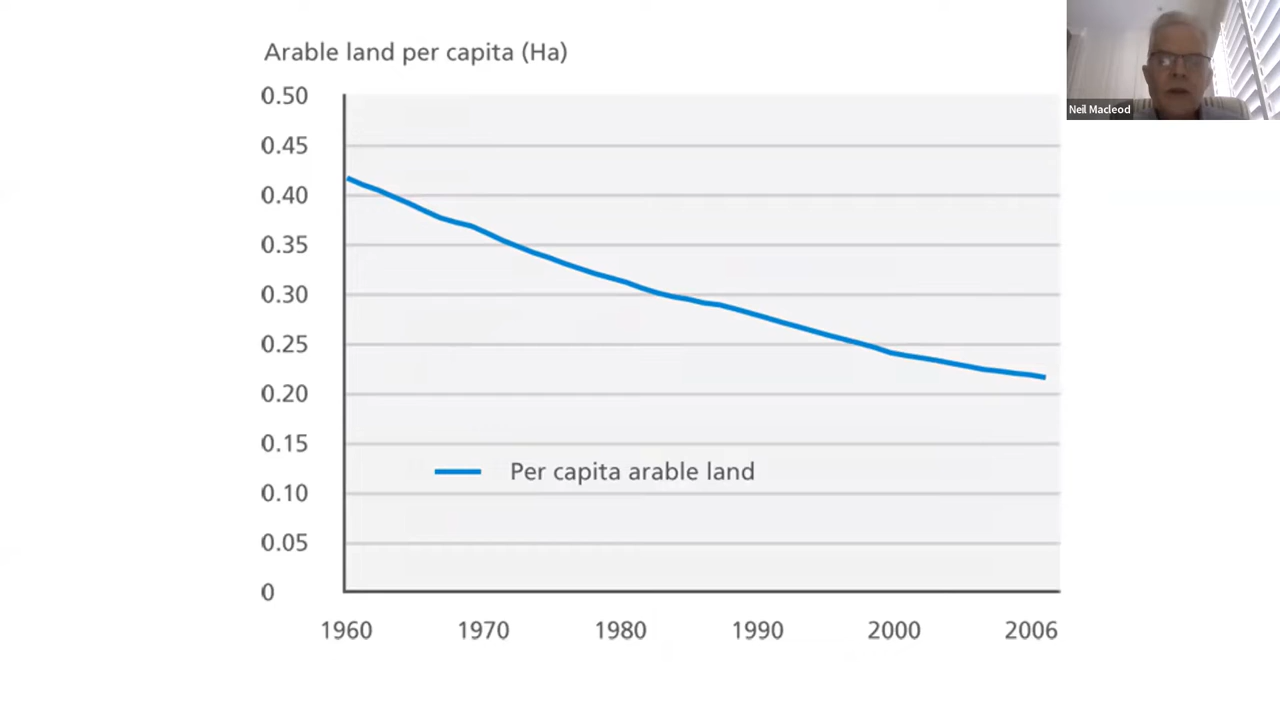 Arable land per capita (Ha)
Neil Macleod
0.50
0.45
0.40
0.35
0.30
0.25
0.20
0.15
Per capita arable land
0.10
0.05
0
1960 1970 1980 1990 2000 2006